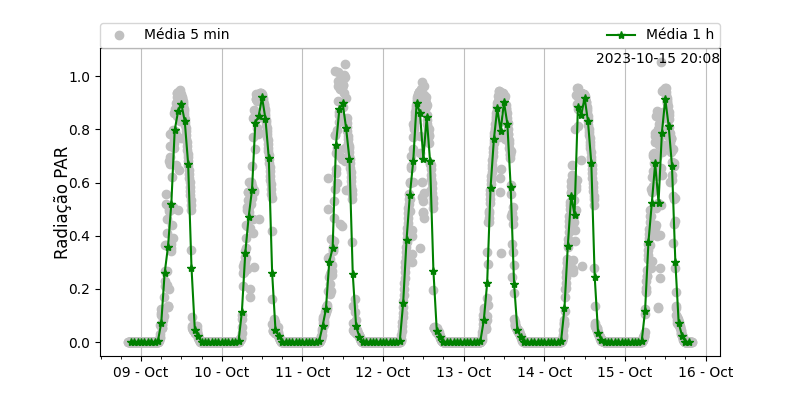 Média 5 min
Média 1 h
2023-10-15 20:08
Radiação PAR
1.0
0.8
0.6
0.4
0.2
0.0
09 - Oct
10 - Oct
11 - Oct
12 - Oct
13 - Oct
14 - Oct
15 - Oct
16 - Oct